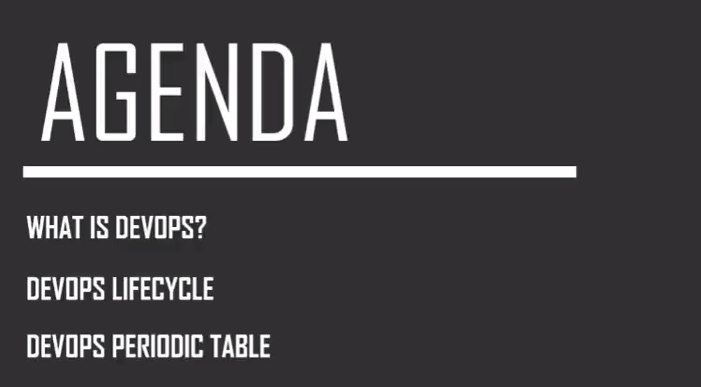 AGENDA
WHAT IS DEVOPS?
DEVOPS LIFECYCLE
DEVOPS PERIODIC TABLE